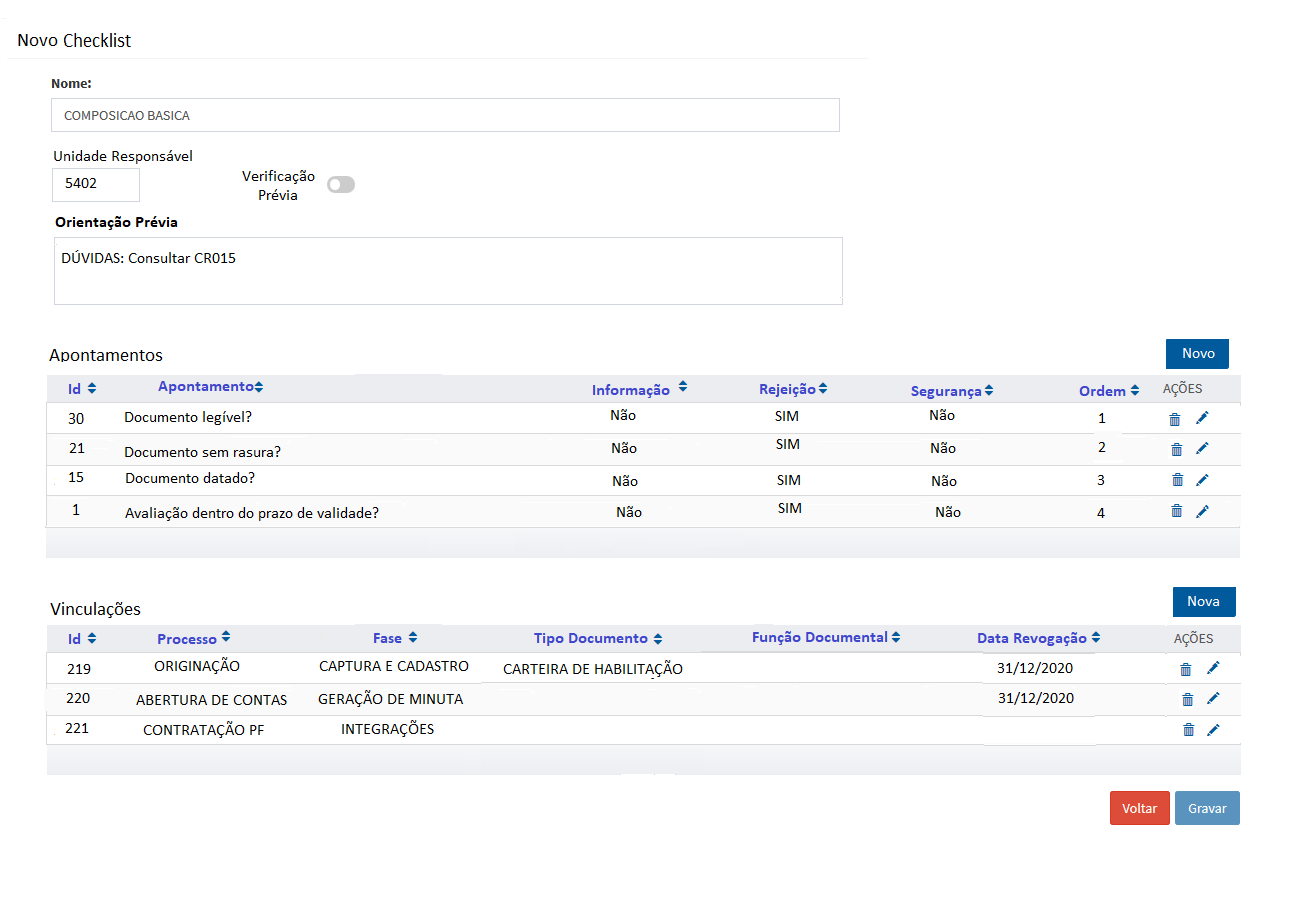 Novo Checklist
Nome:
COMPOSICAO BASICA
Unidade Responsável
5402
Verificação
Prévia
Orientação Prévia
DÚVIDAS: Consultar CR015
Apontamentos
Novo
Id Apontamento Informação Rejeição Segurança Ordem AÇÕES
30 Documento legível? Não SIM Não 1
21 Documento sem rasura? Não SIM Não 2
15 Documento datado? Não SIM Não 3
1 Avaliação dentro do prazo de validade? Não SIM Não 4
Vinculações
Nova
Id Processo Fase Tipo Documento Função Documental Data Revogação AÇÕES
219 ORIGINAÇÃO CAPTURA E CADASTRO CARTEIRA DE HABILITAÇÃO 31/12/2020
220 ABERTURA DE CONTAS GERAÇÃO DE MINUTA 31/12/2020
221 CONTRATAÇÃO PF INTEGRAÇÕES
Voltar Gravar